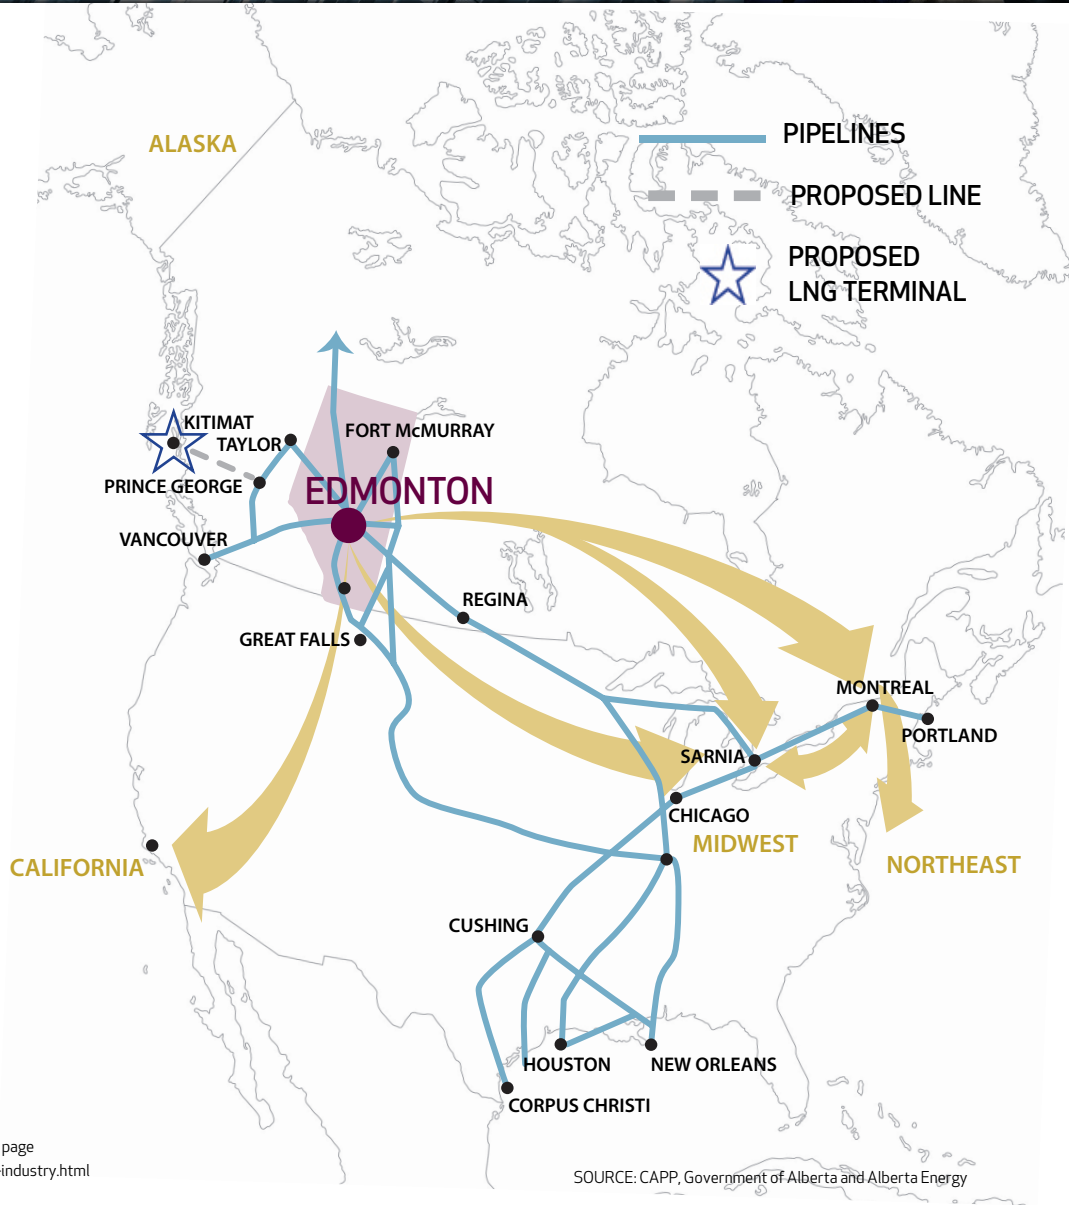 ALASKA
PIPELINES
PROPOSED LINE
PROPOSED
LNG TERMINAL
KITIMAT
TAYLOR
FORT McMURRAY
PRINCE GEORGE
EDMONTON
VANCOUVER
REGINA
GREAT FALLS
MONTREAL
PORTLAND
SARNIA
CHICAGO
MIDWEST
CALIFORNIA
NORTHEAST
CUSHING
HOUSTON
NEW ORLEANS
CORPUS CHRISTI
page
industry.html
SOURCE: CAPP, Government of Alberta and Alberta Energy